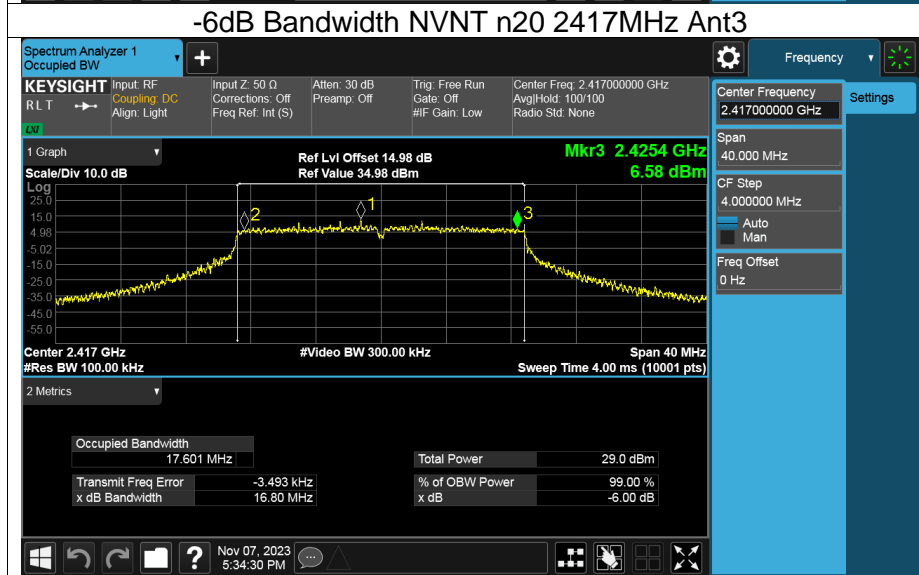 -6dB Bandwidth NVNT n20 2417MHz Ant3
Spectrum Analyzer 1
Occupied BW
+
Frequency
KEYSIGHT
RLT
LXI
Input: RF
Coupling: DC
Align: Light
Input Z: 50 Ω
Corrections: Off
Freq Ref: Int (S)
Atten: 30 dB
Preamp: Off
Trig: Free Run
Gate: Off
#IF Gain: Low
Center Freq: 2.417000000 GHz
Avg|Hold: 100/100
Radio Std: None
Center Frequency
2.417000000 GHz
Settings
Span
40.000 MHz
CF Step
4.000000 MHz
Auto
Man
Freq Offset
0 Hz
1 Graph
Scale/Div 10.0 dB
Ref Lvl Offset 14.98 dB
Ref Value 34.98 dBm
Mkr3 2.4254 GHz
6.58 dBm
Log
25.0
15.0
4.98
-5.02
-15.0
-25.0
-35.0
-45.0
-55.0
2
1
3
Center 2.417 GHz
#Res BW 100.00 kHz
#Video BW 300.00 kHz
Span 40 MHz
Sweep Time 4.00 ms (10001 pts)
2 Metrics
Occupied Bandwidth
17.601 MHz
Transmit Freq Error -3.493 kHz
x dB Bandwidth 16.80 MHz
Total Power 29.0 dBm
% of OBW Power 99.00 %
x dB -6.00 dB
?
Nov 07, 2023
5:34:30 PM